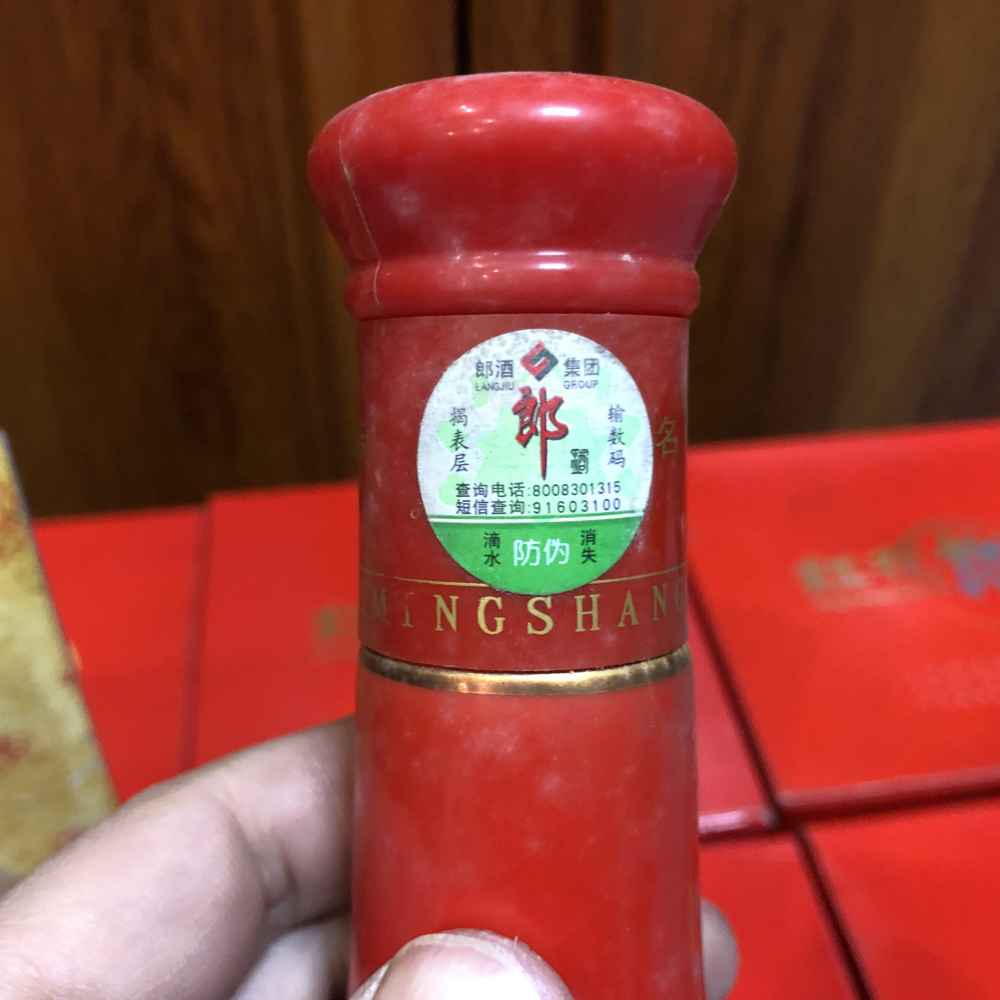 郎酒 集团
LANGJIU GROUP
郎
揭表层
输数码
查询电话:8008301315
短信查询:91603100
滴水 防伪 消失
名
MINGSHANG